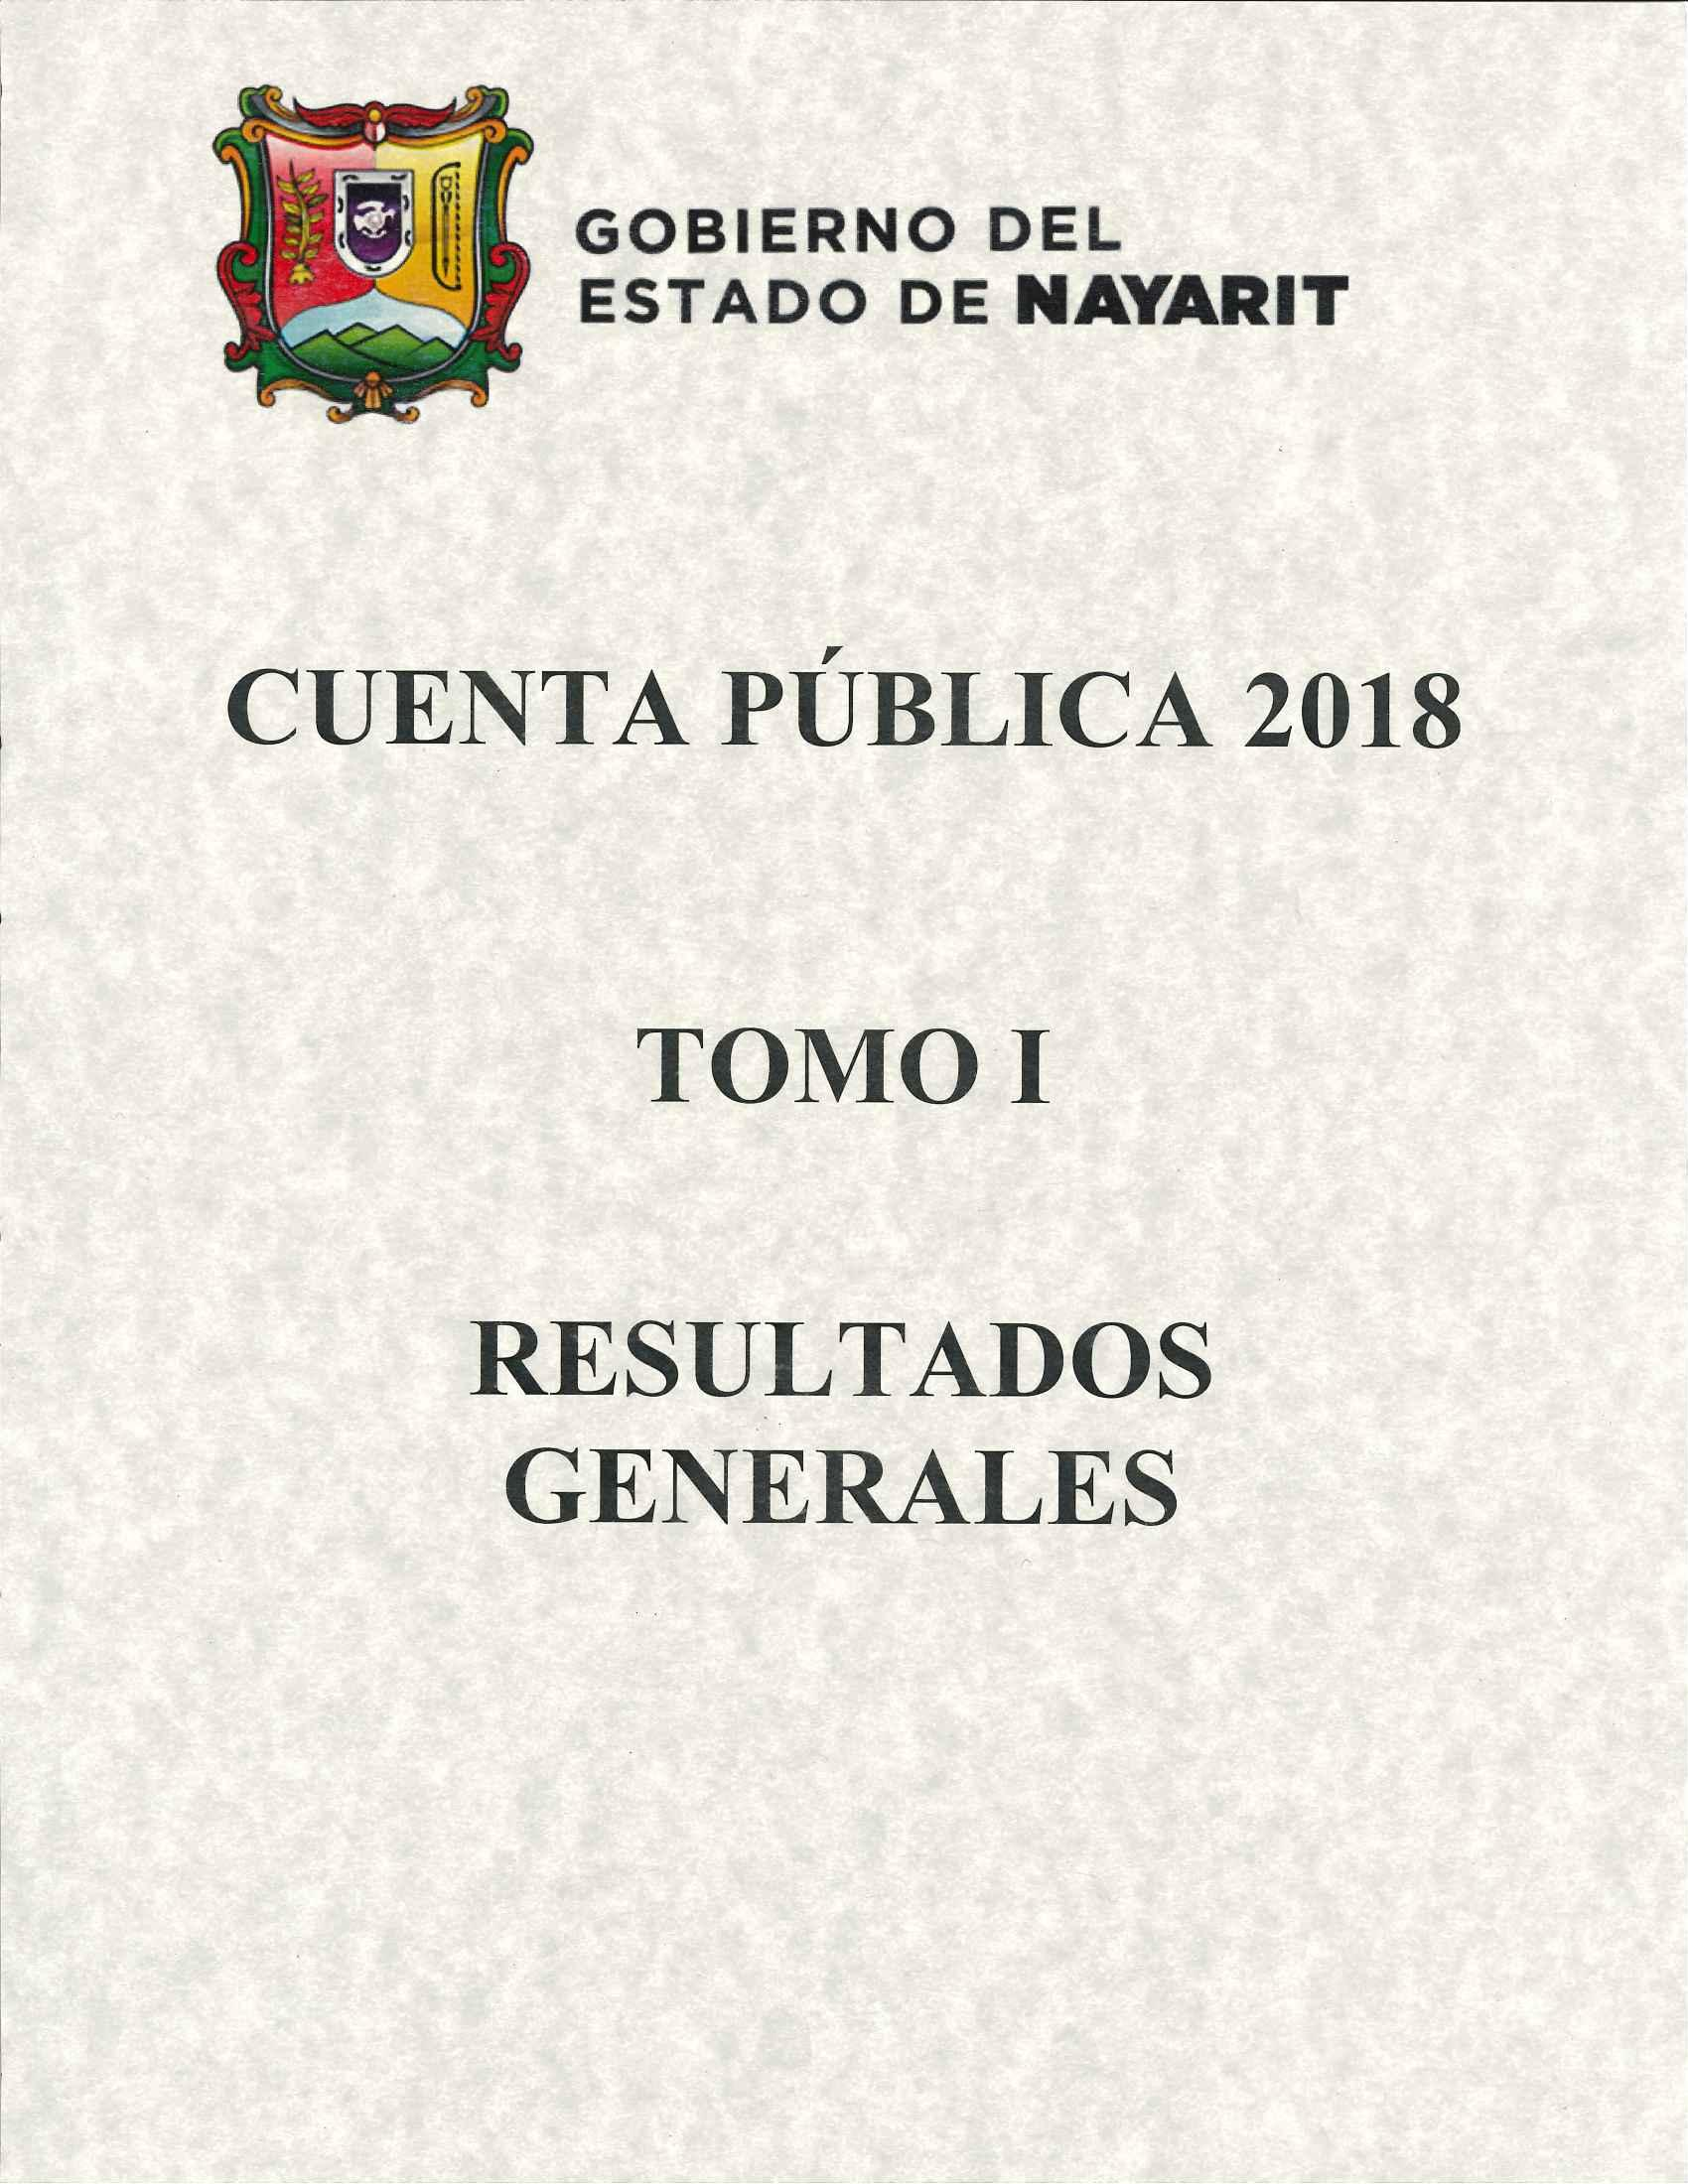 GOBIERNO DEL
ESTADO DE NAYARIT
CUENTA PÚBLICA 2018
TOMO I
RESULTADOS
GENERALES